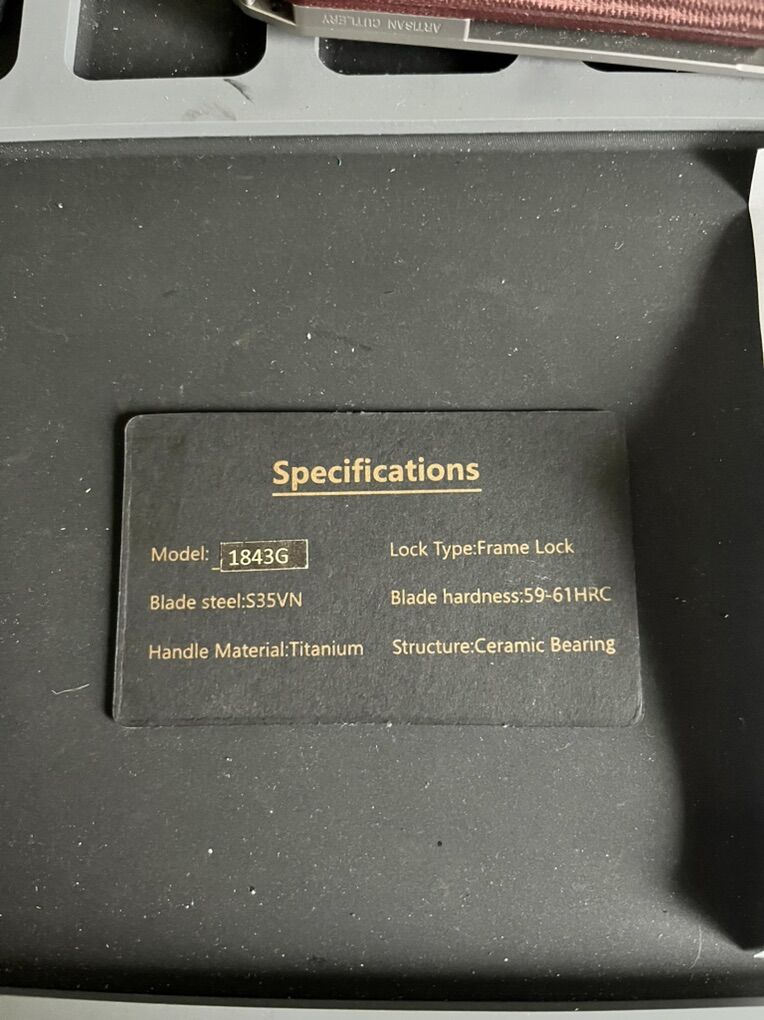 ARTISAN CUTLERY
Specifications
Model:_1843G
Lock Type:Frame Lock
Blade steel:S35VN
Blade hardness:59-61HRC
Handle Material:Titanium
Structure:Ceramic Bearing